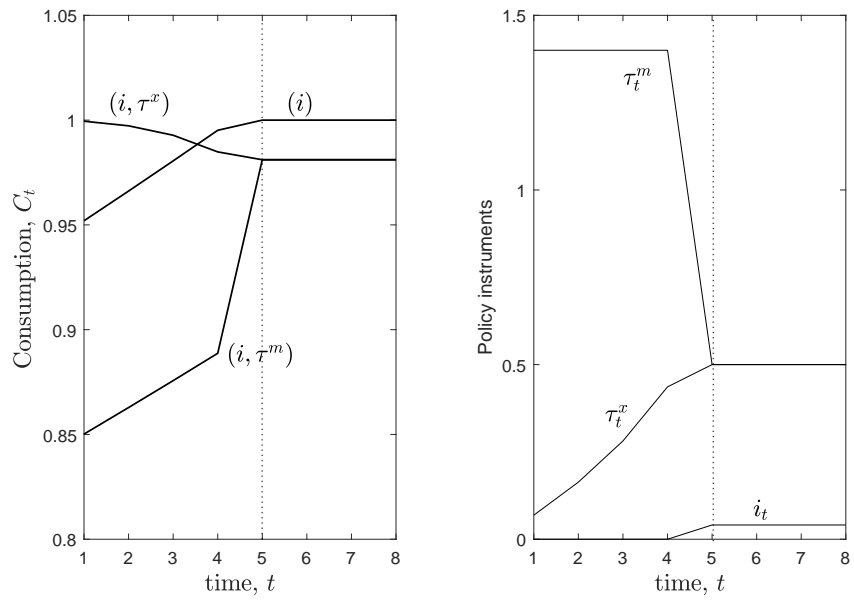 Consumption, C_t
1.05
1
0.95
0.9
0.85
0.8
(i, τ^x)
(i)
(i, τ^m)
1 2 3 4 5 6 7 8
time, t
Policy instruments
1.5
1
0.5
0
τ_t^m
τ_t^x
i_t
1 2 3 4 5 6 7 8
time, t